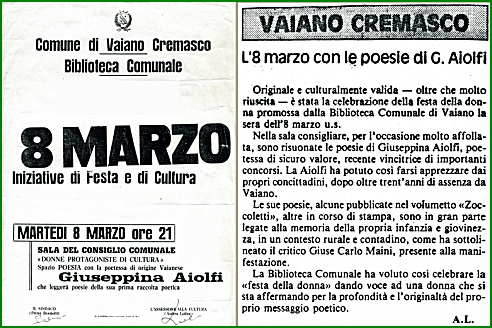 Comune di Vaiano Cremasco
Biblioteca Comunale
8 MARZO
Iniziative di Festa e di Cultura
MARTEDI 8 MARZO ore 21
SALA DEL CONSIGLIO COMUNALE
«DONNE PROTAGONISTE DI CULTURA»
Spazio POESIA con la poetessa di origine Vaianese
Giuseppina Aiolfi
che leggerà poesie della sua prima raccolta poetica
IL SINDACO
L'ASSESSORE ALLA CULTURA
VAIANO CREMASCO
L'8 marzo con le poesie di G. Aiolfi
Originale e culturalmente valida — oltre che molto
riuscita — è stata la celebrazione della festa della don-
na promossa dalla Biblioteca Comunale di Vaiano la
sera dell'8 marzo u.s.
Nella sala consigliare, per l'occasione molto affolla-
ta, sono risuonate le poesie di Giuseppina Aiolfi, poe-
tessa di sicuro valore, recente vincitrice di importanti
concorsi. La Aiolfi ha potuto così farsi apprezzare dai
propri concittadini, dopo oltre trent'anni di assenza da
Vaiano.
Le sue poesie, alcune pubblicate nel volumetto «Zoc-
coletti», altre in corso di stampa, sono in gran parte
legate alla memoria della propria infanzia e giovinez-
za, in un contesto rurale e contadino, come ha sottoli-
neato il critico Giuse Carlo Maini, presente alla mani-
festazione.
La Biblioteca Comunale ha voluto così celebrare la
«festa della donna» dando voce ad una donna che si
sta affermando per la profondità e l'originalità del pro-
prio messaggio poetico.
A.L.